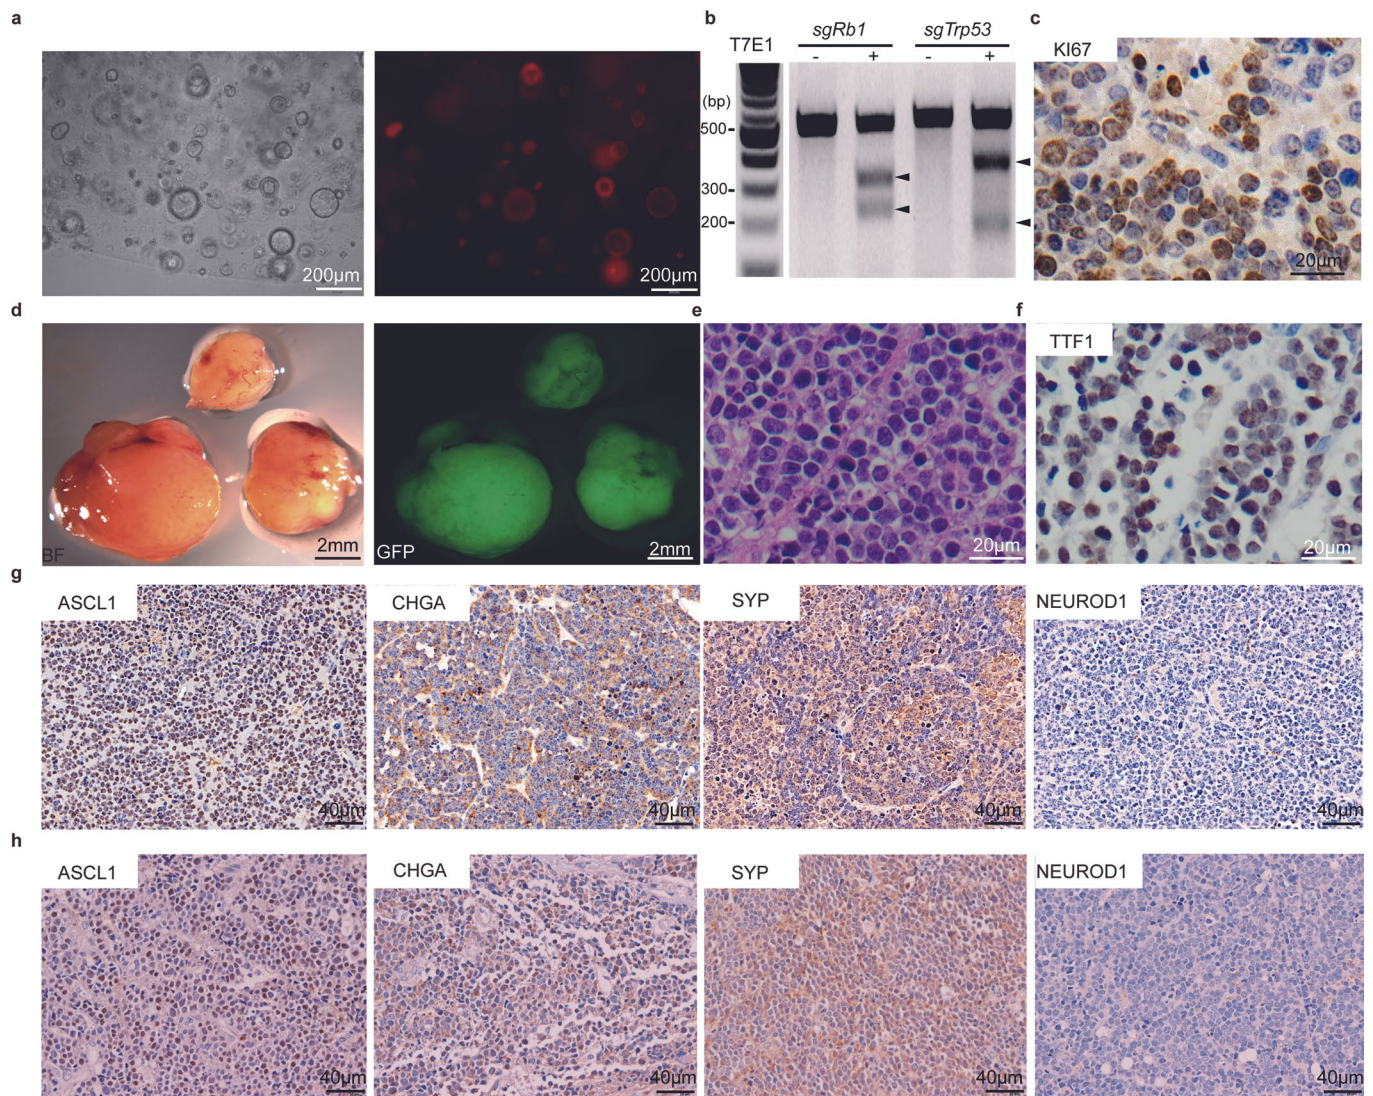 a
200μm
200μm
b
sgRb1 sgTrp53
T7E1
- + - +
(bp)
500
300
200
c
KI67
20μm
d
BF
2mm
GFP
2mm
e
20μm
f
TTF1
20μm
g
ASCL1
40μm
CHGA
40μm
SYP
40μm
NEUROD1
40μm
h
ASCL1
40μm
CHGA
40μm
SYP
40μm
NEUROD1
40μm